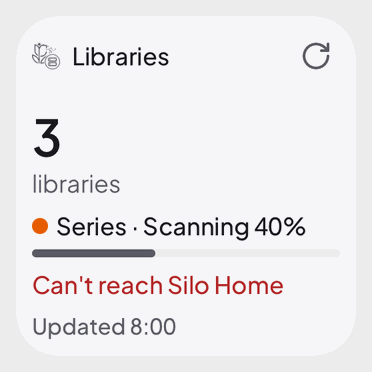 Libraries
3
libraries
Series · Scanning 40%
Can't reach Silo Home
Updated 8:00